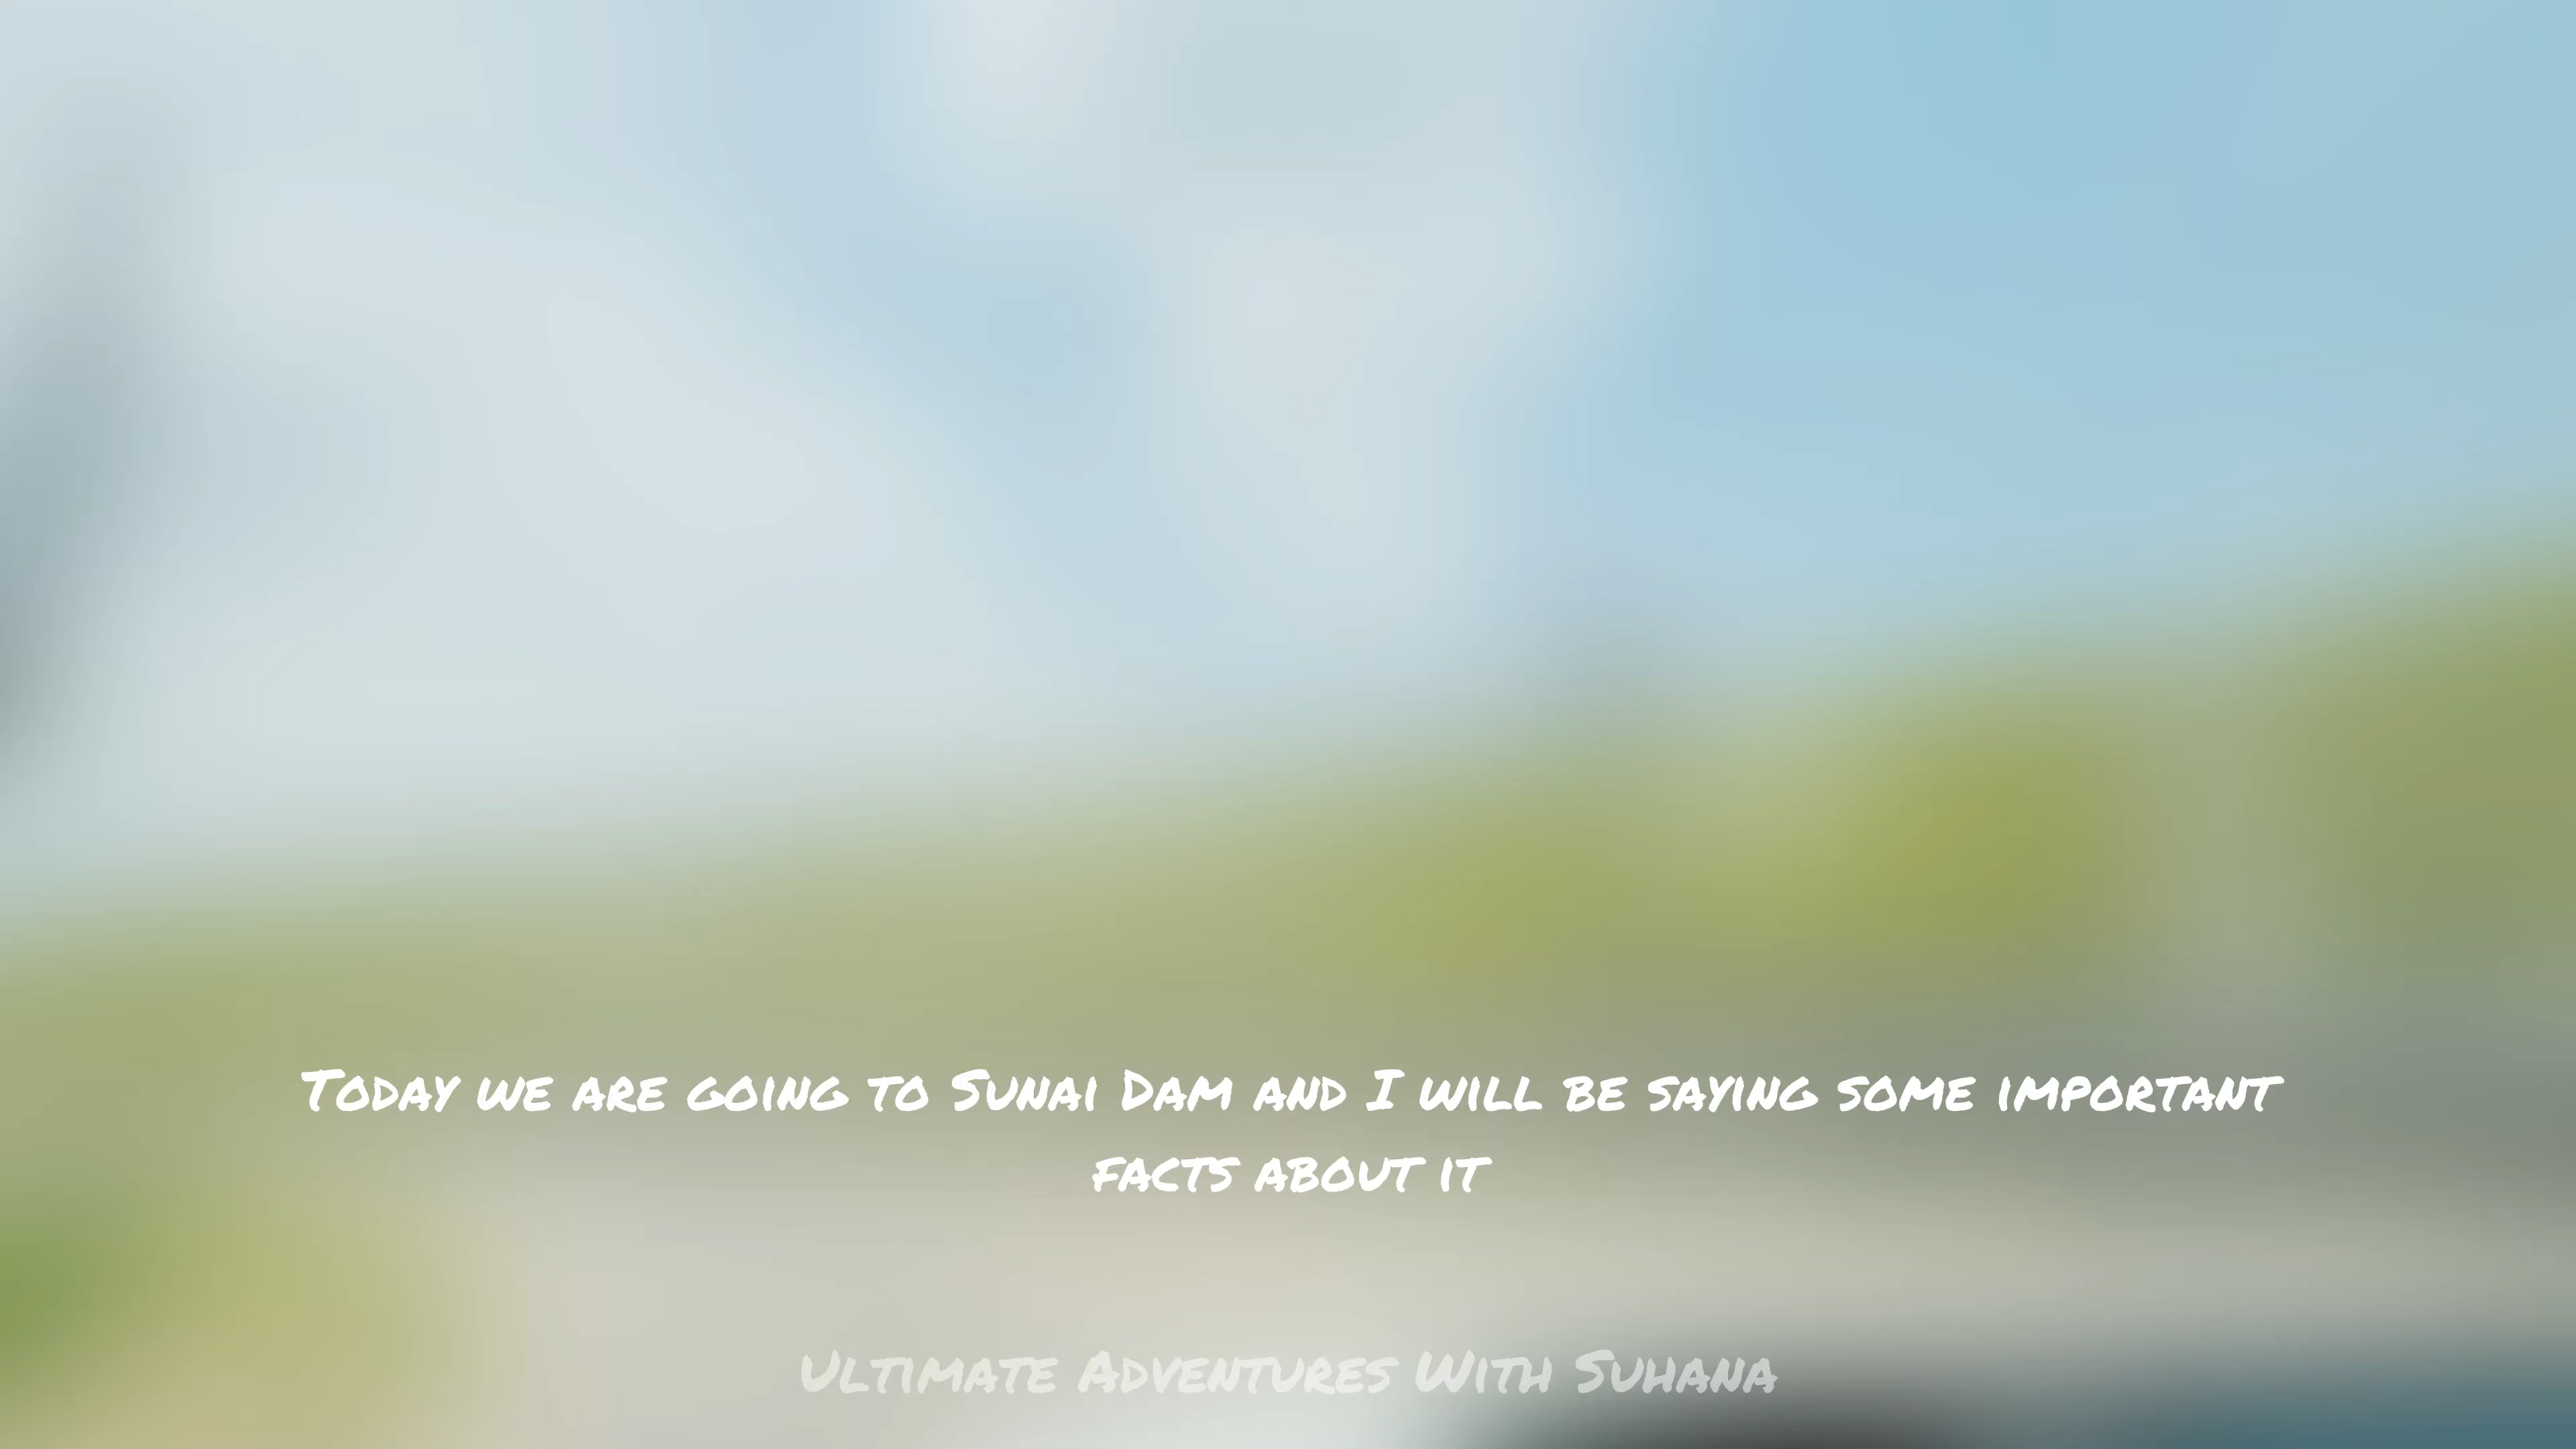 Today we are going to Sunai Dam and I will be saying some important
facts about it
Ultimate Adventures With Suhana